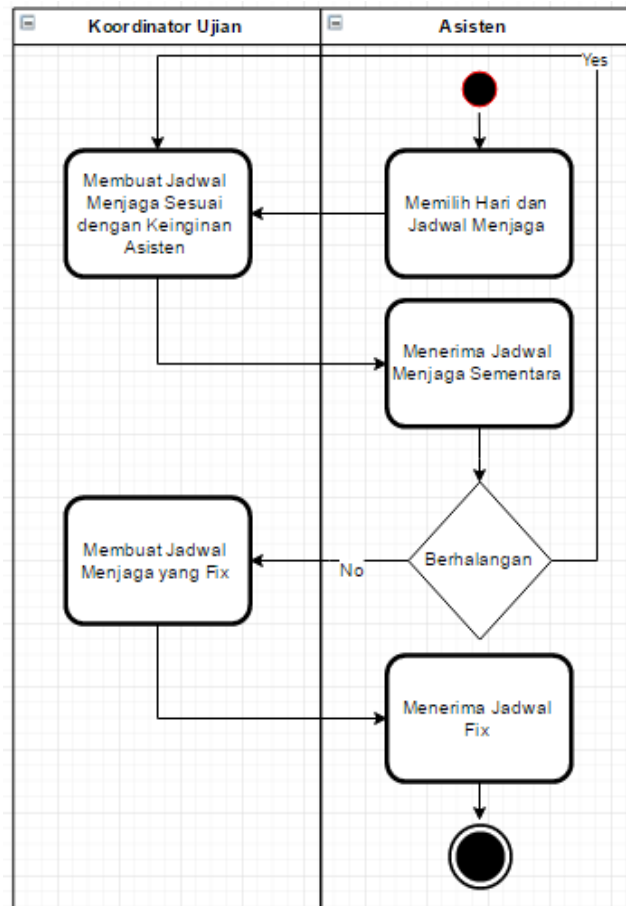 Koordinator Ujian
Asisten
Yes
Membuat Jadwal
Menjaga Sesuai
dengan Keinginan
Asisten
Memilih Hari dan
Jadwal Menjaga
Menerima Jadwal
Menjaga Sementara
Berhalangan
No
Membuat Jadwal
Menjaga yang Fix
Menerima Jadwal
Fix